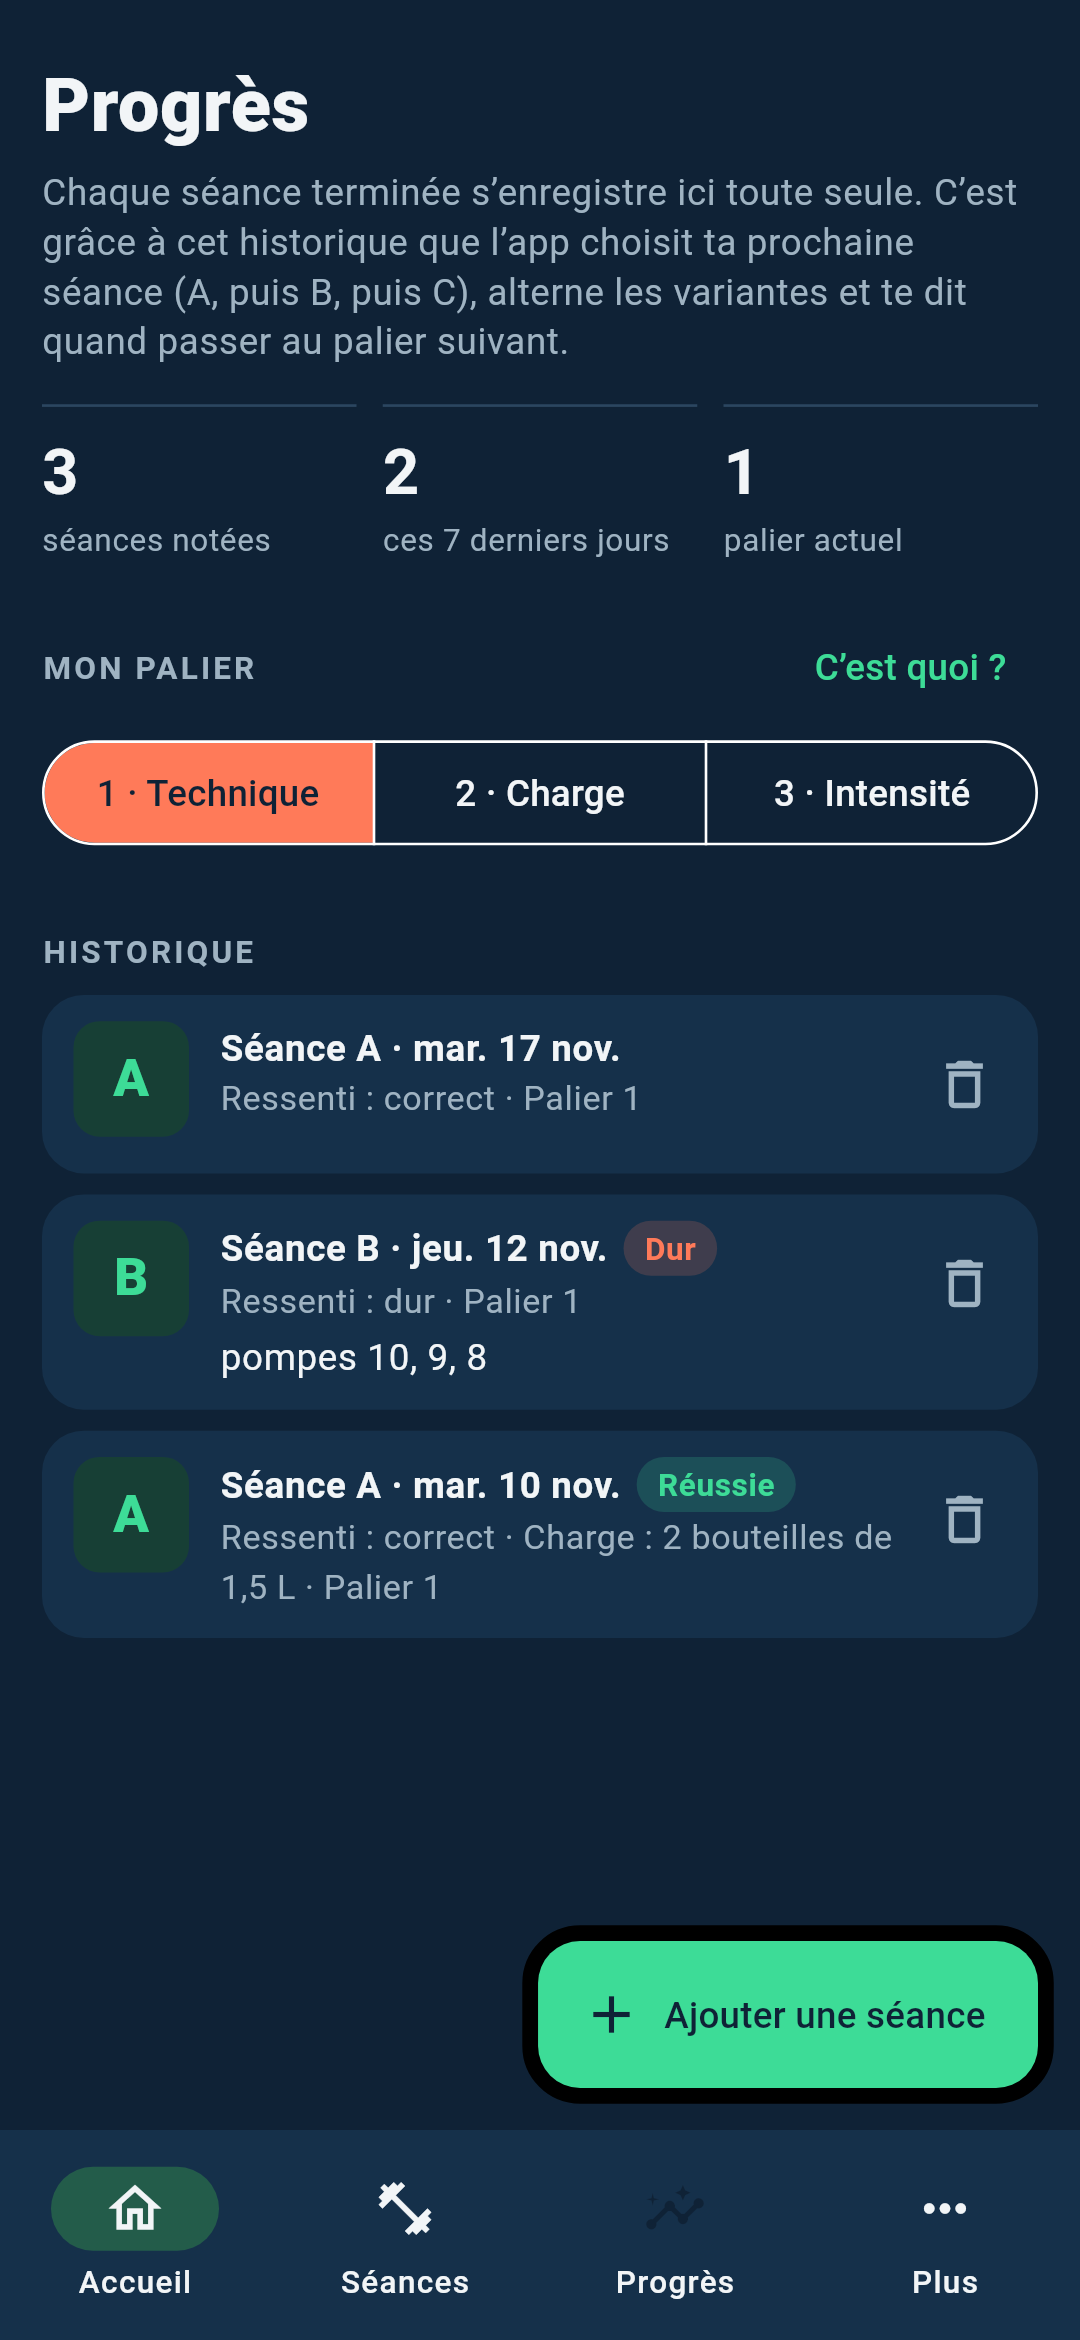 Progrès
Chaque séance terminée s’enregistre ici toute seule. C’est
grâce à cet historique que l’app choisit ta prochaine
séance (A, puis B, puis C), alterne les variantes et te dit
quand passer au palier suivant.
3
séances notées
2
ces 7 derniers jours
1
palier actuel
MON PALIER
C’est quoi ?
1 · Technique
2 · Charge
3 · Intensité
HISTORIQUE
A
Séance A · mar. 17 nov.
Ressenti : correct · Palier 1
B
Séance B · jeu. 12 nov.
Dur
Ressenti : dur · Palier 1
pompes 10, 9, 8
A
Séance A · mar. 10 nov.
Réussie
Ressenti : correct · Charge : 2 bouteilles de
1,5 L · Palier 1
Ajouter une séance
Accueil
Séances
Progrès
Plus